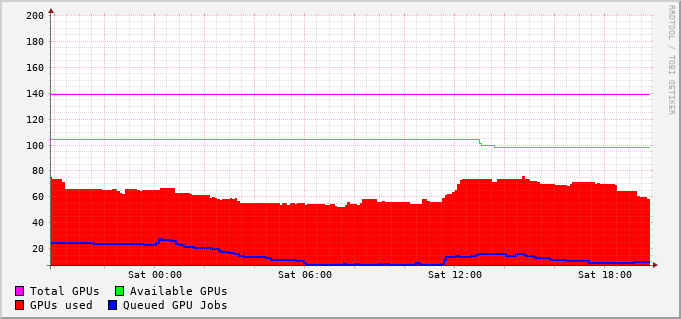 200
180
160
140
120
100
80
60
40
20
Sat 00:00 Sat 06:00 Sat 12:00 Sat 18:00
Total GPUs Available GPUs
GPUs used Queued GPU Jobs
RRDTOOL / TOBI OETIKER